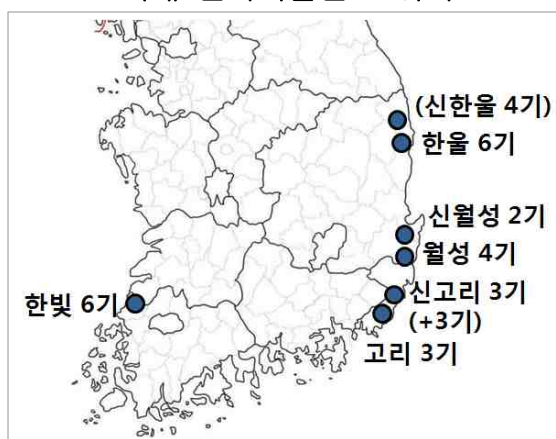 (신한울 4기)
한울 6기
신월성 2기
월성 4기
한빛 6기
신고리 3기
(+3기)
고리 3기